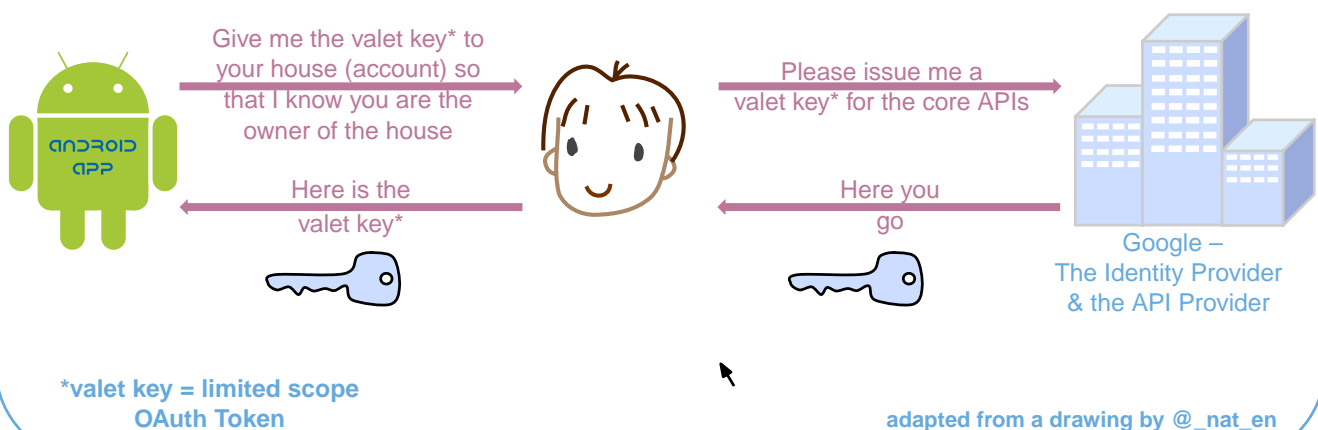 Give me the valet key* to
your house (account) so
that I know you are the
owner of the house
Please issue me a
valet key* for the core APIs
ANDROID
APP
Here is the
valet key*
Here you
go
Google –
The Identity Provider
& the API Provider
*valet key = limited scope
OAuth Token
adapted from a drawing by @_nat_en